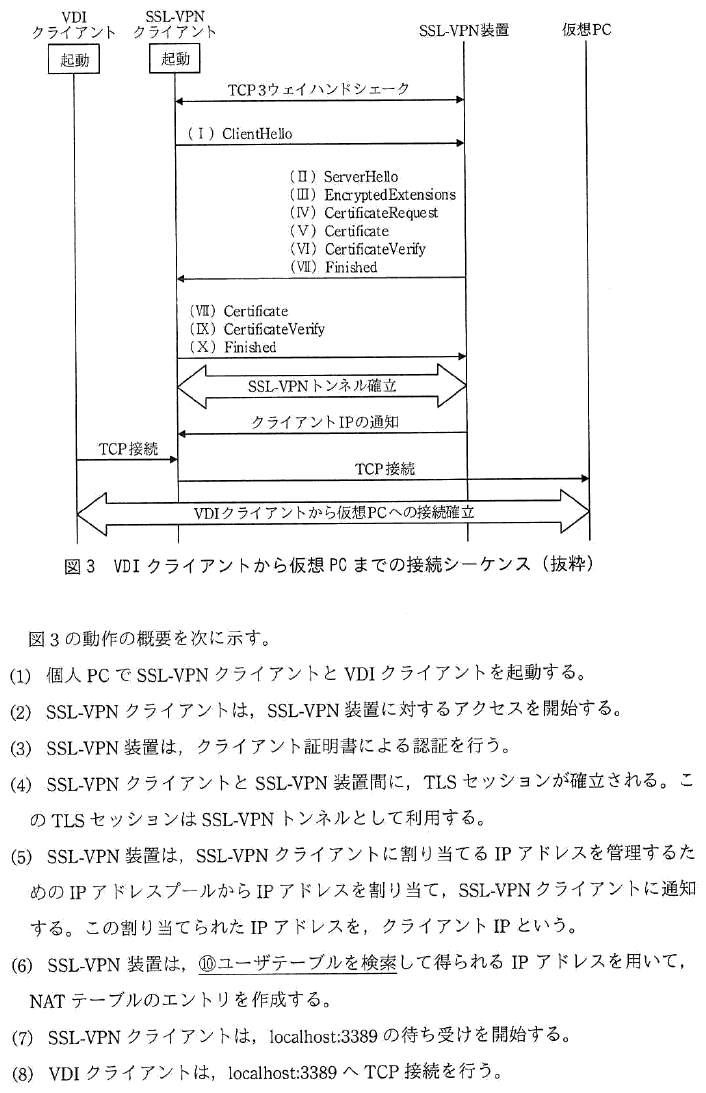 VDI
クライアント
SSL-VPN
クライアント
SSL-VPN装置
仮想PC
起動
起動
TCP3ウェイハンドシェーク
(Ⅰ) ClientHello
(Ⅱ) ServerHello
(Ⅲ) EncryptedExtensions
(Ⅳ) CertificateRequest
(Ⅴ) Certificate
(Ⅵ) CertificateVerify
(Ⅶ) Finished
(Ⅷ) Certificate
(Ⅸ) CertificateVerify
(Ⅹ) Finished
SSL-VPNトンネル確立
クライアントIPの通知
TCP接続
TCP接続
VDIクライアントから仮想PCへの接続確立
図3 VDIクライアントから仮想PCまでの接続シーケンス(抜粋)
図3の動作の概要を次に示す。
(1) 個人PCでSSL-VPNクライアントとVDIクライアントを起動する。
(2) SSL-VPNクライアントは,SSL-VPN装置に対するアクセスを開始する。
(3) SSL-VPN装置は,クライアント証明書による認証を行う。
(4) SSL-VPNクライアントとSSL-VPN装置間に,TLSセッションが確立される。こ
のTLSセッションはSSL-VPNトンネルとして利用する。
(5) SSL-VPN装置は,SSL-VPNクライアントに割り当てるIPアドレスを管理するた
めのIPアドレスプールからIPアドレスを割り当て,SSL-VPNクライアントに通知
する。この割り当てられたIPアドレスを,クライアントIPという。
(6) SSL-VPN装置は,⑩ユーザテーブルを検索して得られるIPアドレスを用いて,
NATテーブルのエントリを作成する。
(7) SSL-VPNクライアントは,localhost:3389の待ち受けを開始する。
(8) VDIクライアントは,localhost:3389へTCP接続を行う。